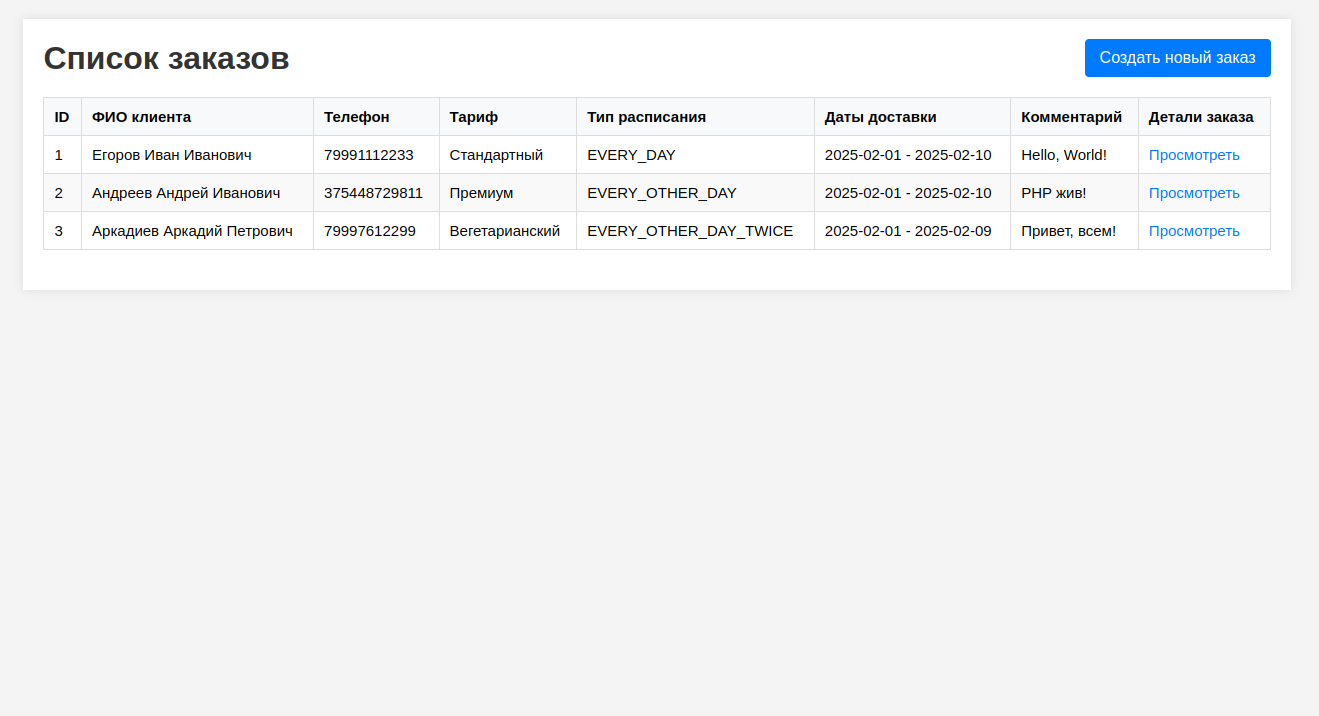 Список заказов
Создать новый заказ
ID ФИО клиента Телефон Тариф Тип расписания Даты доставки Комментарий Детали заказа
1 Егоров Иван Иванович 79991112233 Стандартный EVERY_DAY 2025-02-01 - 2025-02-10 Hello, World! Просмотреть
2 Андреев Андрей Иванович 375448729811 Премиум EVERY_OTHER_DAY 2025-02-01 - 2025-02-10 PHP жив! Просмотреть
3 Аркадиев Аркадий Петрович 79997612299 Вегетарианский EVERY_OTHER_DAY_TWICE 2025-02-01 - 2025-02-09 Привет, всем! Просмотреть